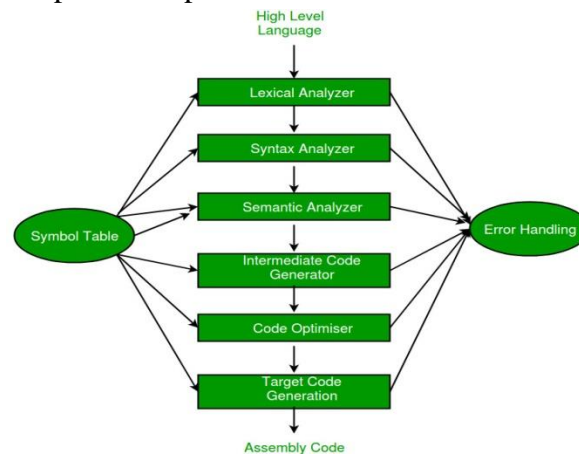 High Level
Language
Lexical Analyzer
Syntax Analyzer
Semantic Analyzer
Symbol Table
Error Handling
Intermediate Code
Generator
Code Optimiser
Target Code
Generation
Assembly Code